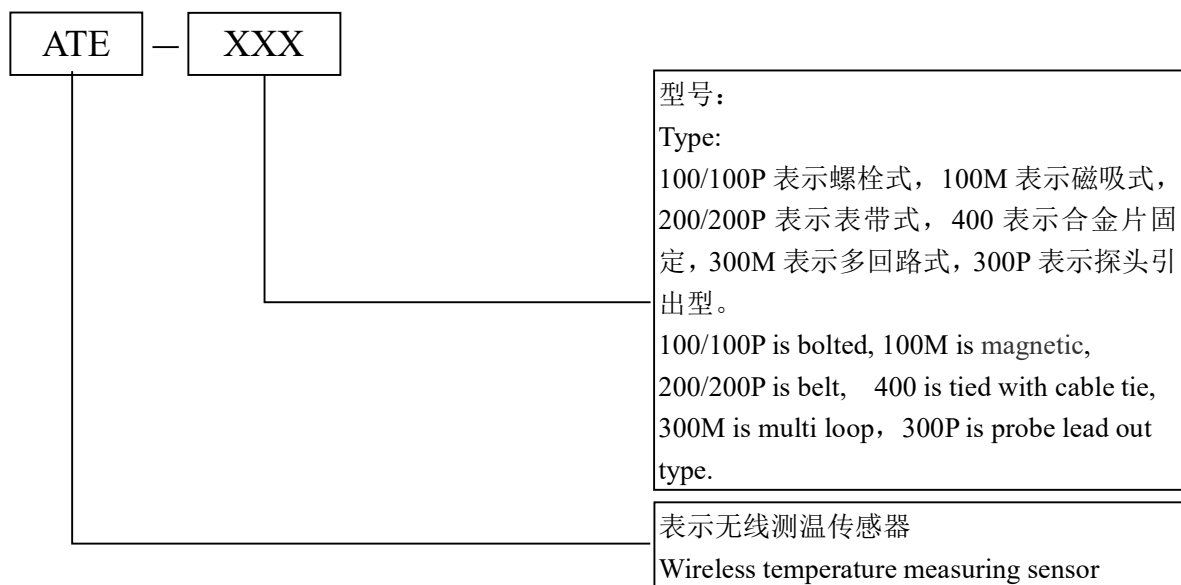 ATE — XXX
型号：
Type:
100/100P 表示螺栓式，100M 表示磁吸式，
200/200P 表示表带式，400 表示合金片固
定，300M 表示多回路式，300P 表示探头引
出型。
100/100P is bolted, 100M is magnetic,
200/200P is belt, 400 is tied with cable tie,
300M is multi loop，300P is probe lead out
type.
表示无线测温传感器
Wireless temperature measuring sensor